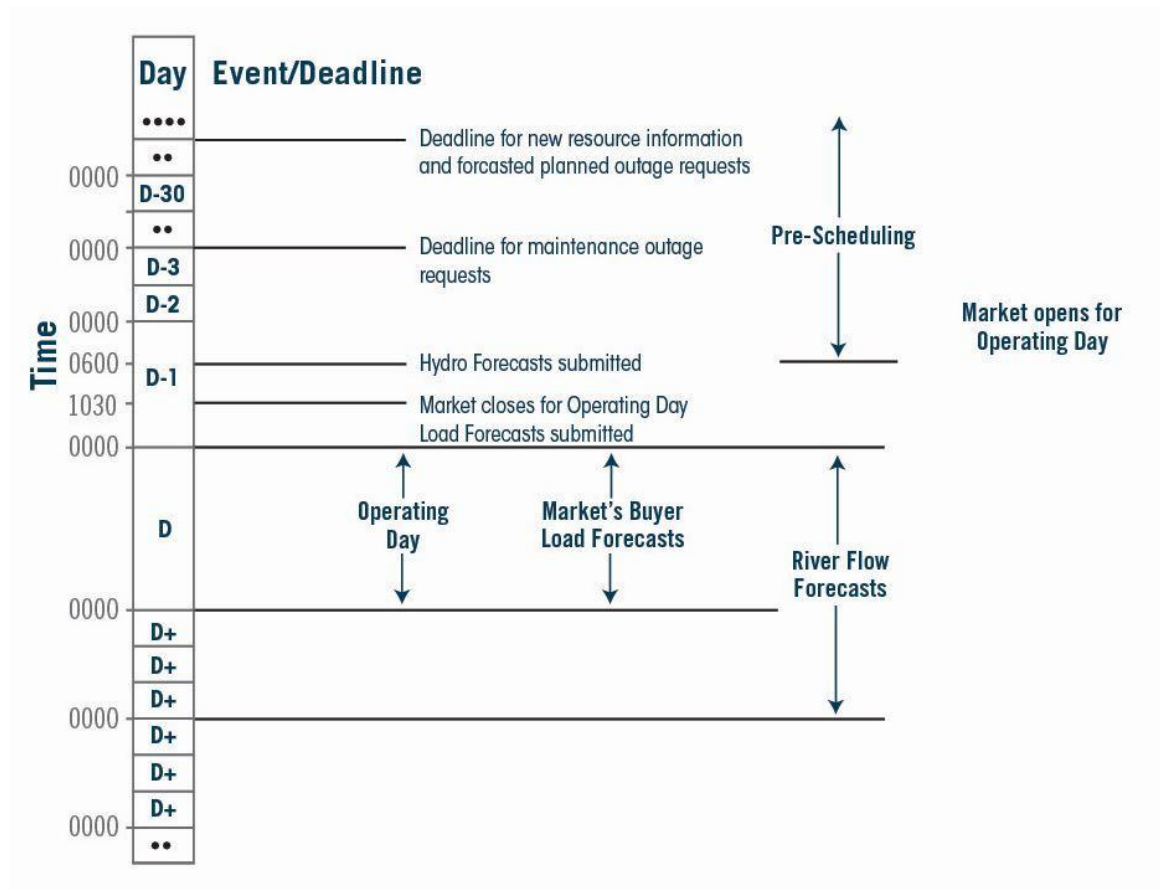 Day Event/Deadline
••••
Deadline for new resource information
and forcasted planned outage requests
••
0000
D-30
••
0000
Deadline for maintenance outage
requests
Pre-Scheduling
D-3
D-2
0000
Market opens for
Operating Day
Time
0600
Hydro Forecasts submitted
D-1
1030
Market closes for Operating Day
Load Forecasts submitted
0000
Operating
Day
Market's Buyer
Load Forecasts
D
River Flow
Forecasts
0000
D+
D+
D+
0000
D+
D+
D+
0000
••